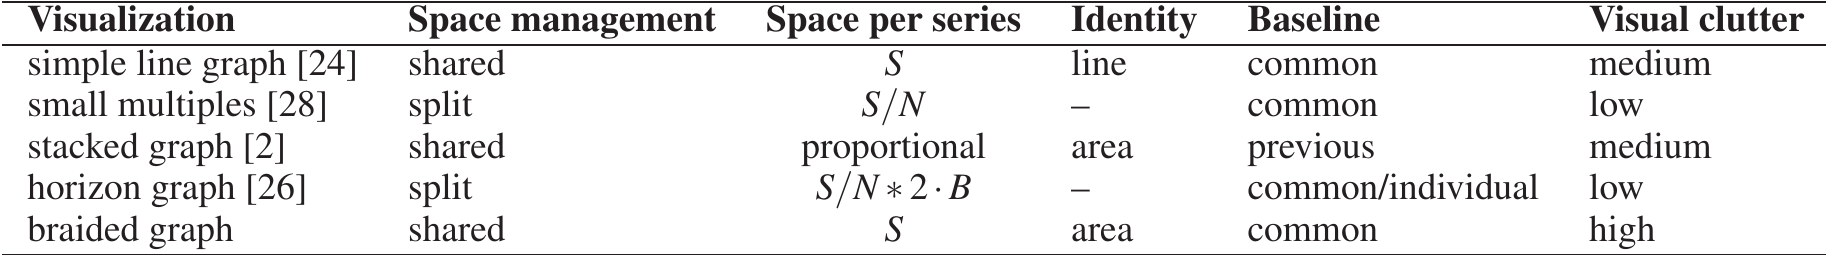 Visualization Space management Space per series Identity Baseline Visual clutter
simple line graph [24] shared S line common medium
small multiples [28] split S/N – common low
stacked graph [2] shared proportional area previous medium
horizon graph [26] split S/N ∗ 2 · B – common/individual low
braided graph shared S area common high